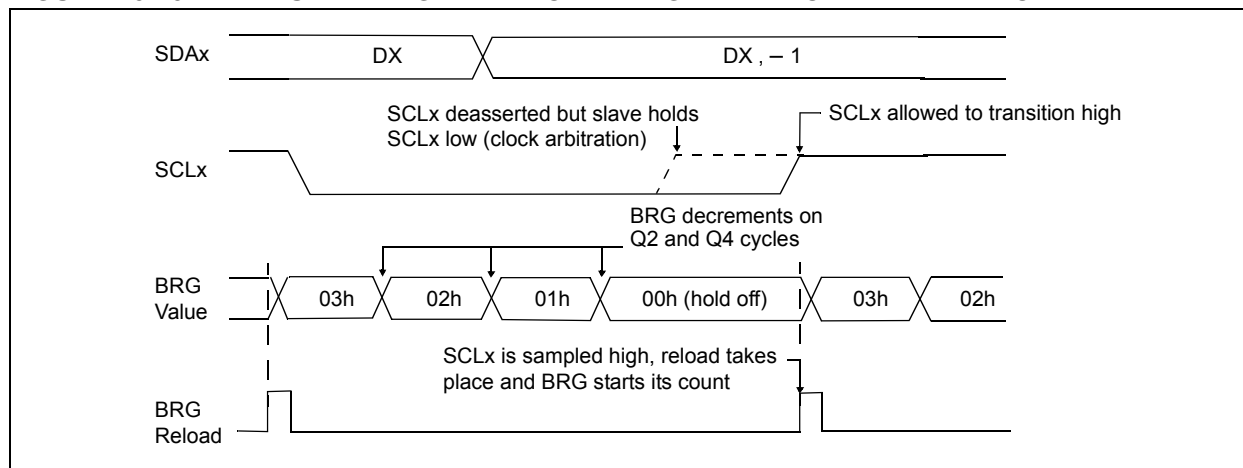 SDAx
DX
DX , – 1
SCLx deasserted but slave holds
SCLx low (clock arbitration)
SCLx allowed to transition high
SCLx
BRG decrements on
Q2 and Q4 cycles
BRG
Value
03h
02h
01h
00h (hold off)
03h
02h
SCLx is sampled high, reload takes
place and BRG starts its count
BRG
Reload